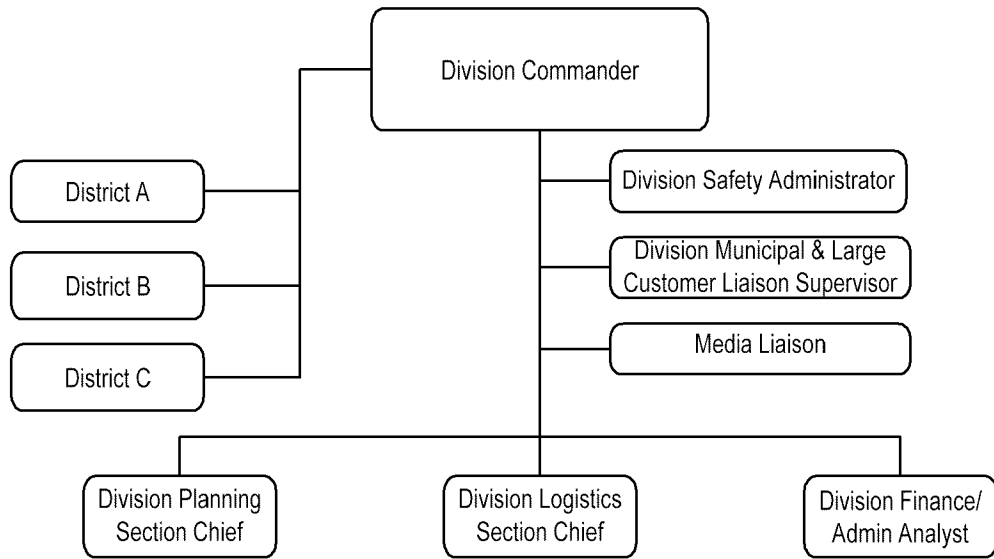 Division Commander
District A
District B
District C
Division Safety Administrator
Division Municipal & Large
Customer Liaison Supervisor
Media Liaison
Division Planning
Section Chief
Division Logistics
Section Chief
Division Finance/
Admin Analyst